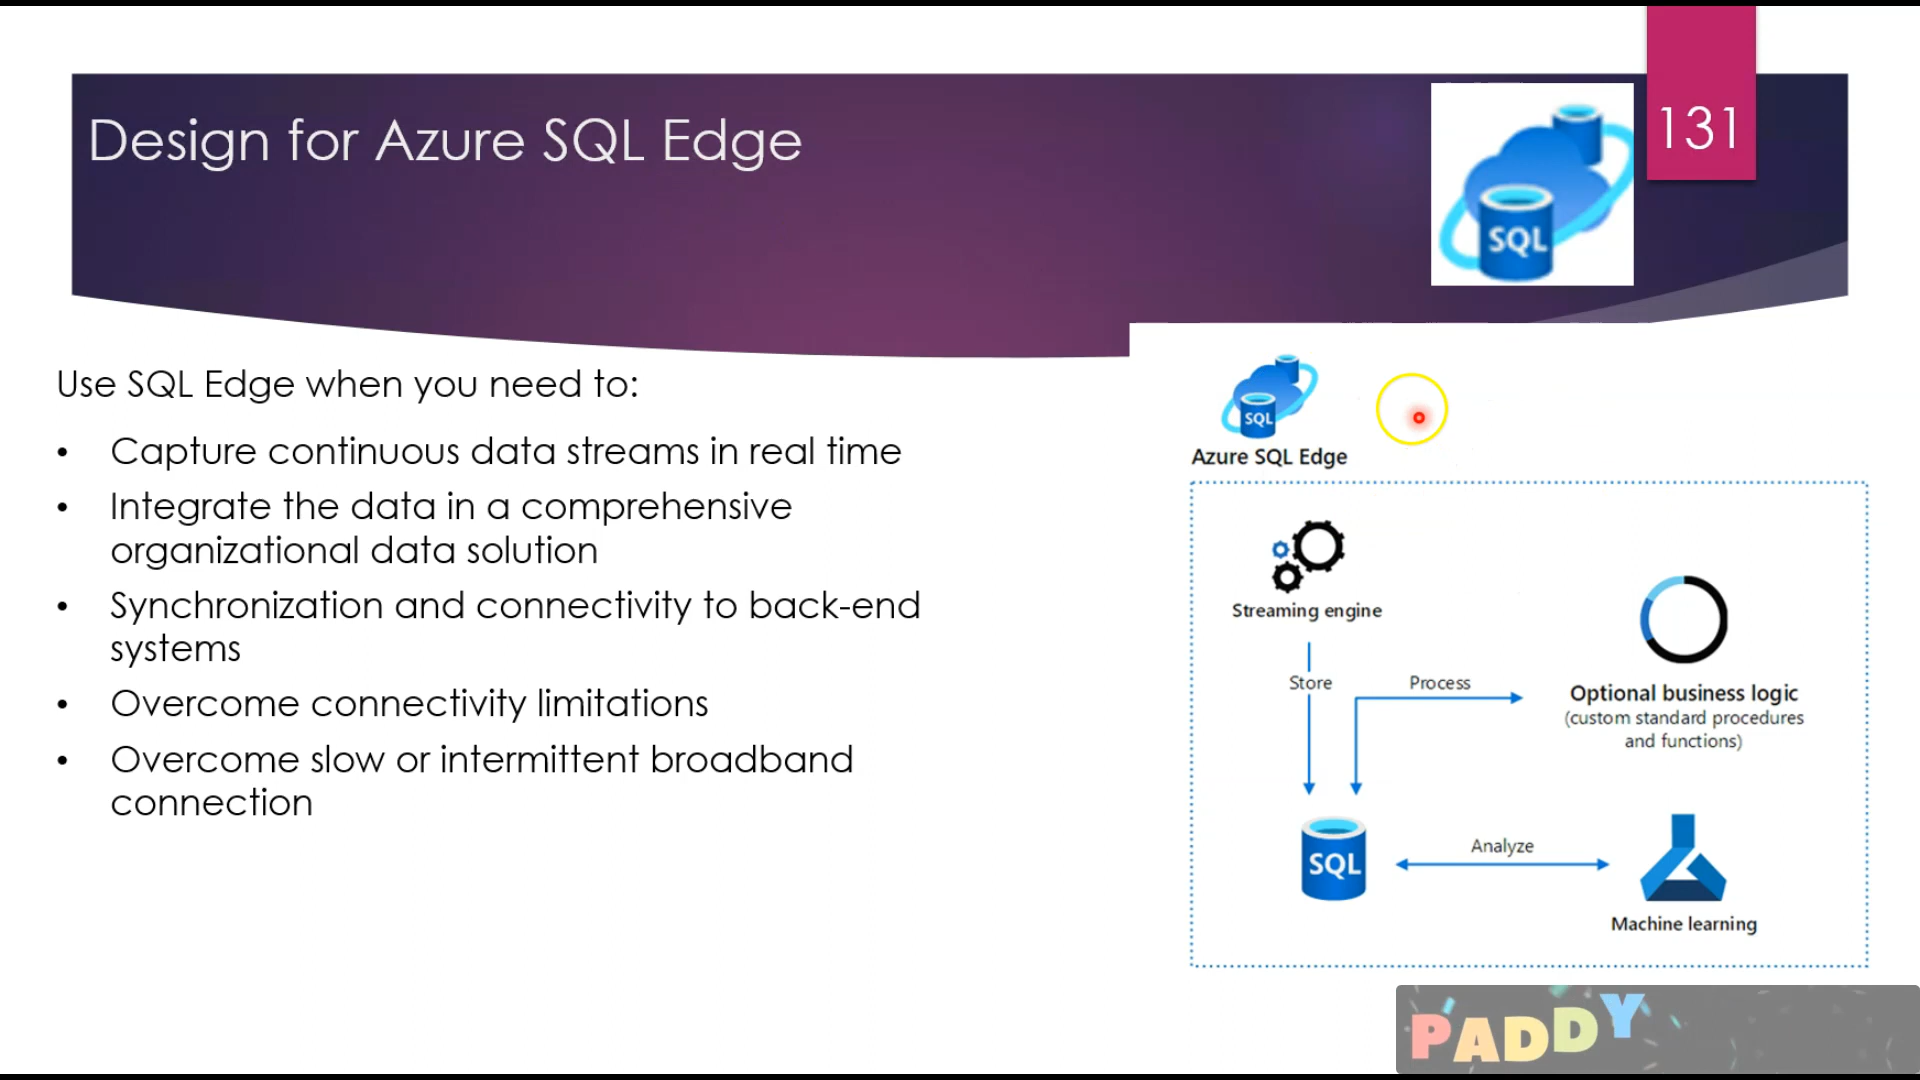 131
Design for Azure SQL Edge
SQL
Use SQL Edge when you need to:
• Capture continuous data streams in real time
• Integrate the data in a comprehensive
organizational data solution
• Synchronization and connectivity to back-end
systems
• Overcome connectivity limitations
• Overcome slow or intermittent broadband
connection
SQL
Azure SQL Edge
Streaming engine
Store
Process
Optional business logic
(custom standard procedures
and functions)
SQL
Analyze
Machine learning
PADDY